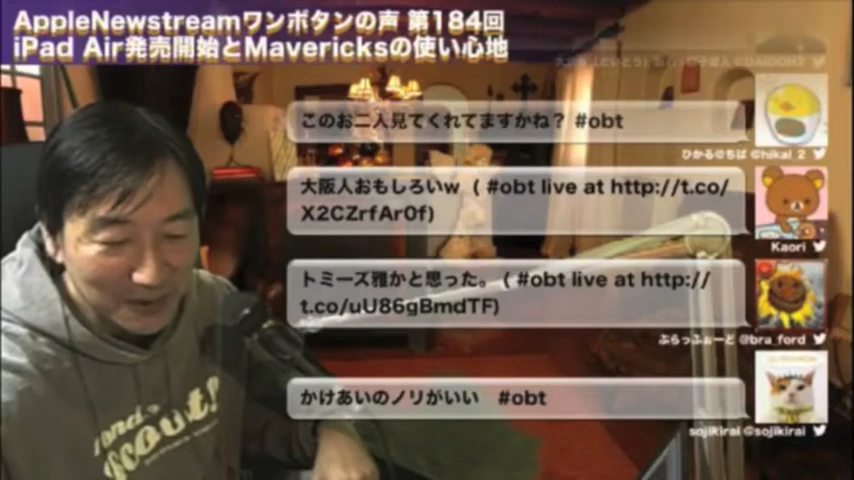 AppleNewstreamワンボタンの声 第184回
iPad Air発売開始とMavericksの使い心地
このお二人見てくれてますかね？ #obt
ひかる@ちば @hikal_2
大阪人おもしろいw ( #obt live at http://t.co/
X2CZrfAr0f)
Kaori
トミーズ雅かと思った。 ( #obt live at http://
t.co/uU86gBmdTF)
ぶらっふぉーど @bra_ford
かけあいのノリがいい #obt
sojikirai @sojikirai
scout!